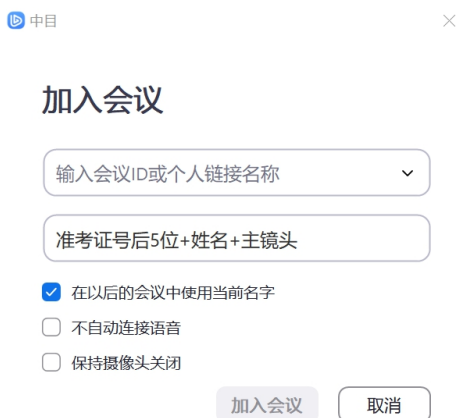 中目
加入会议
输入会议ID或个人链接名称
准考证号后5位+姓名+主镜头
在以后的会议中使用当前名字
不自动连接语音
保持摄像头关闭
加入会议 取消